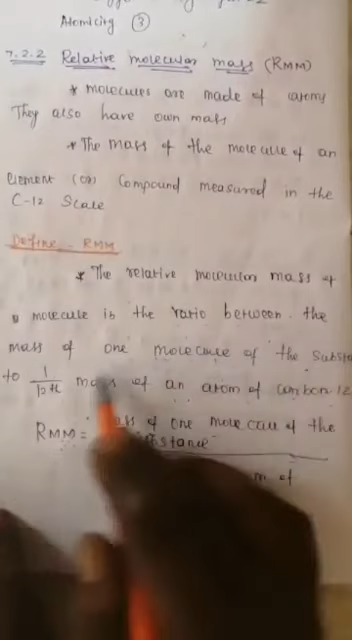 Atomicity ③
7.2.2 Relative molecular mass (RMM)
* molecules are made of atoms
They also have own mass
* The mass of the molecule of an
Element (or) Compound measured in the
C-12 Scale
Define - RMM
* The relative molecular mass of
a molecule is the ratio between the
mass of one molecule of the Subst
to 1/12th mass of an atom of carbon-12
RMM = mass of one molecule of the
substance
m of